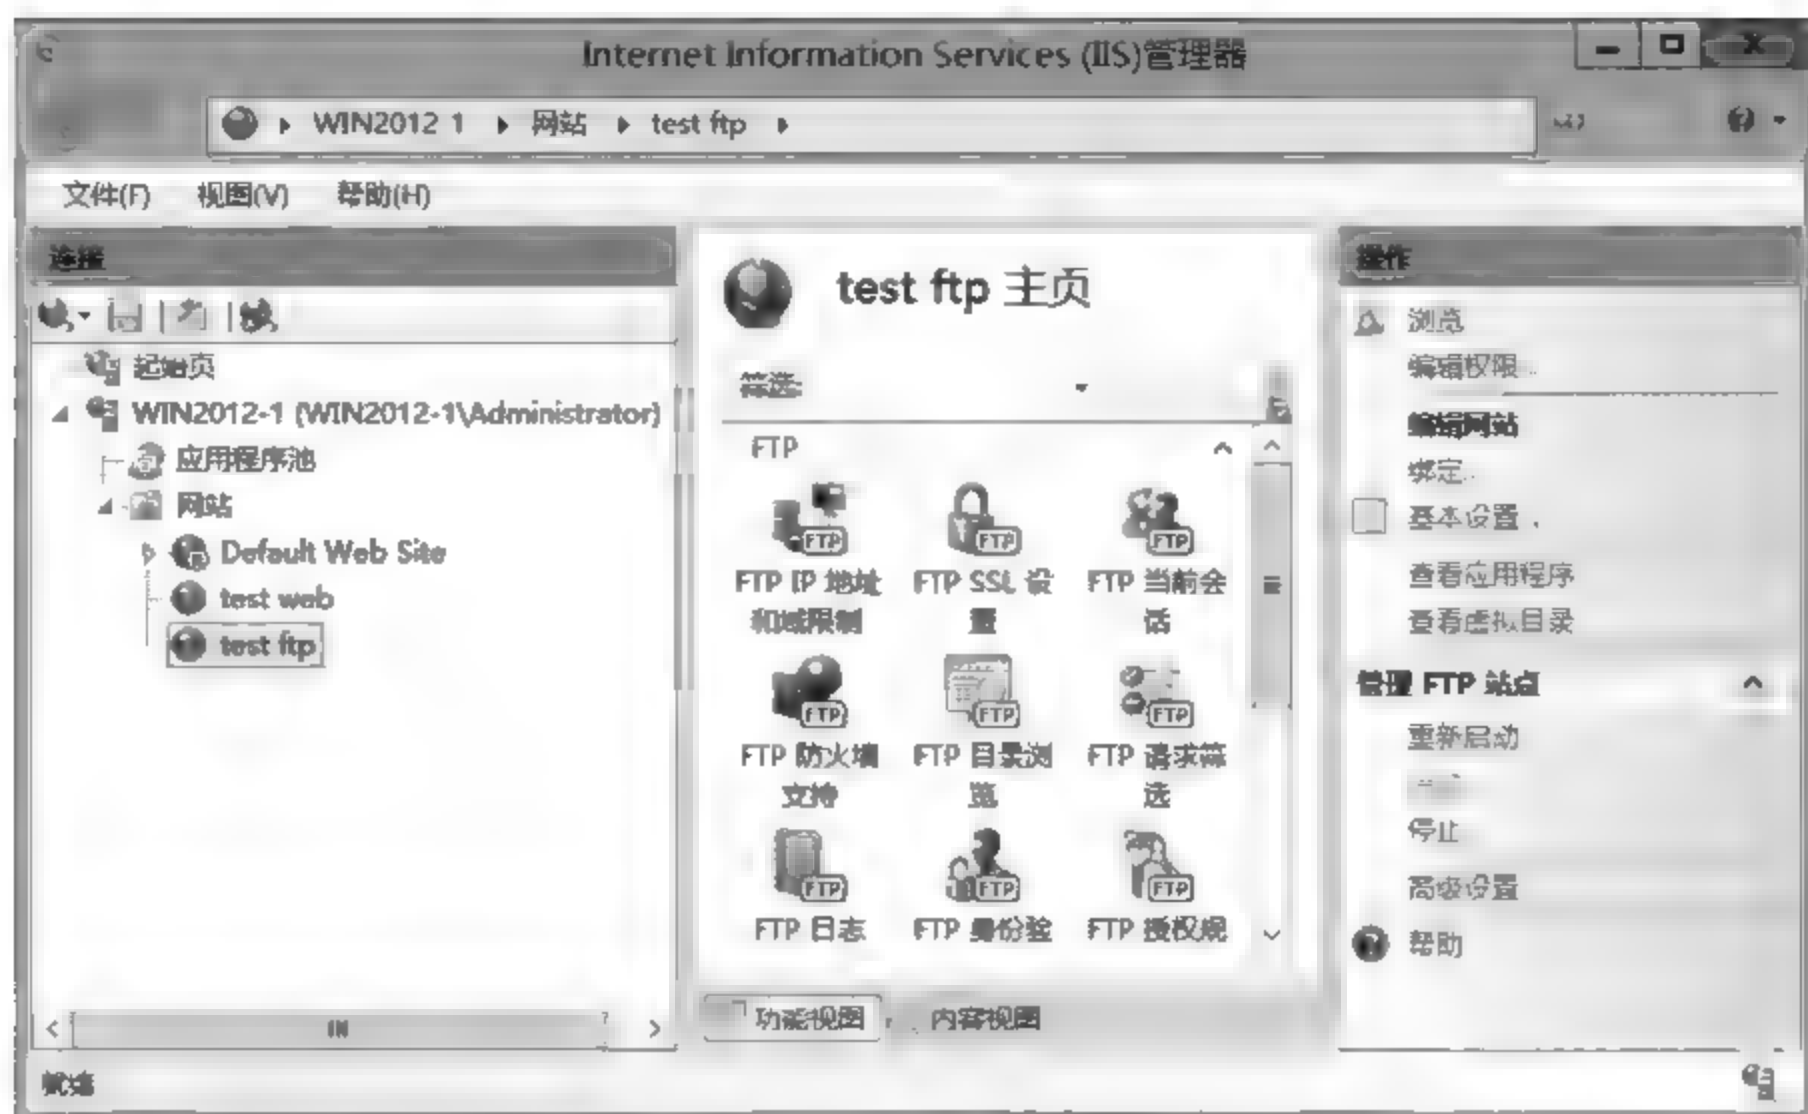 Internet Information Services (IIS)管理器
WIN2012 1 网站 test ftp
文件(F) 视图(V) 帮助(H)
连接
起始页
WIN2012-1 (WIN2012-1\Administrator)
应用程序池
网站
Default Web Site
test web
test ftp
test ftp 主页
筛选:
FTP
FTP IP 地址和域限制
FTP SSL 设置
FTP 当前会话
FTP 防火墙支持
FTP 目录浏览
FTP 请求筛选
FTP 日志
FTP 身份验
FTP 授权规
功能视图 内容视图
操作
浏览
编辑权限...
编辑网站
绑定...
基本设置...
查看应用程序
查看虚拟目录
管理 FTP 站点
重新启动
停止
高级设置
帮助
就绪